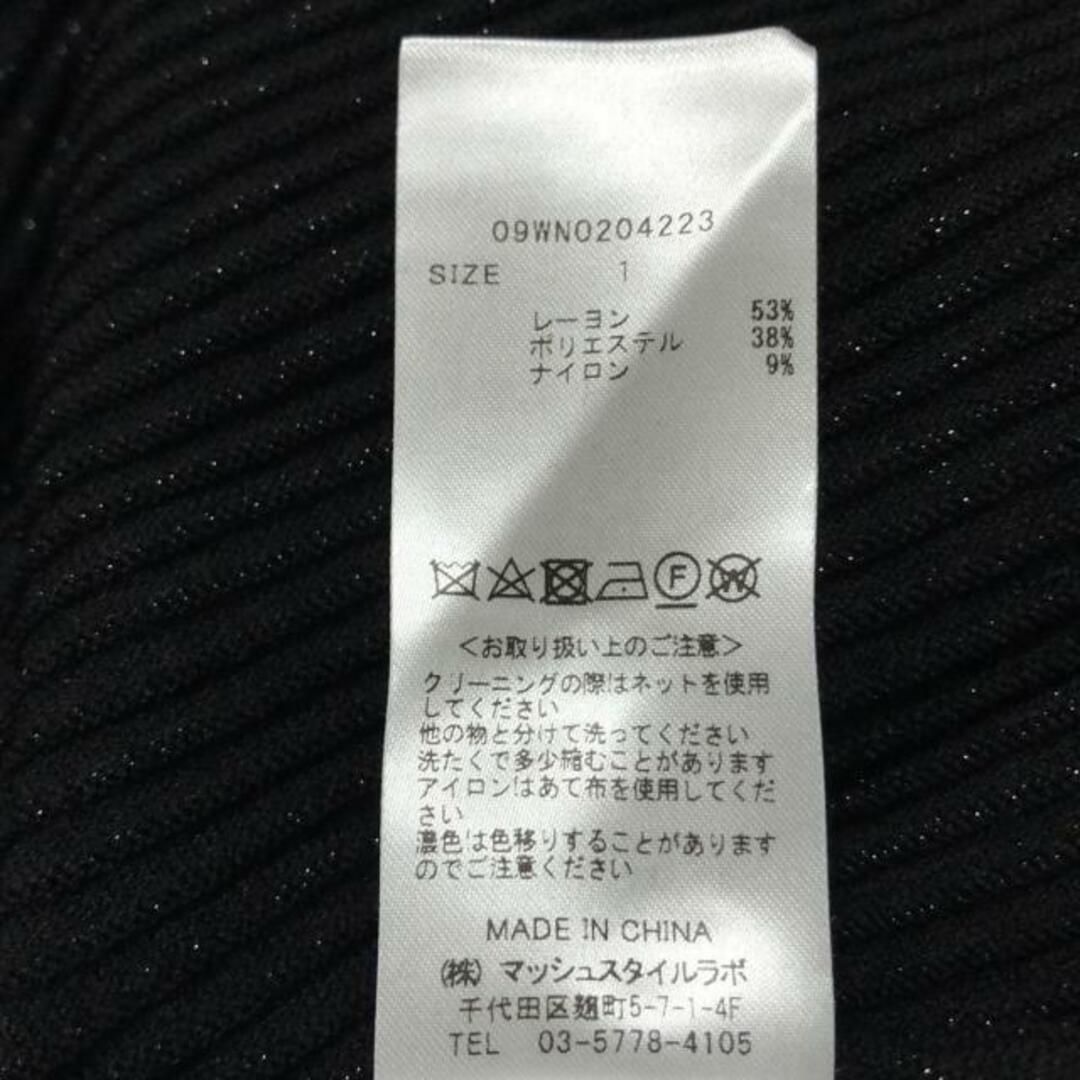 09WN0204223
SIZE 1
レーヨン 53%
ポリエステル 38%
ナイロン 9%
F W
<お取り扱い上のご注意>
クリーニングの際はネットを使用
してください
他の物と分けて洗ってください
洗たくで多少縮むことがあります
アイロンはあて布を使用してくだ
さい
濃色は色移りすることがあります
のでご注意ください
MADE IN CHINA
(株) マッシュスタイルラボ
千代田区麹町5-7-1-4F
TEL 03-5778-4105